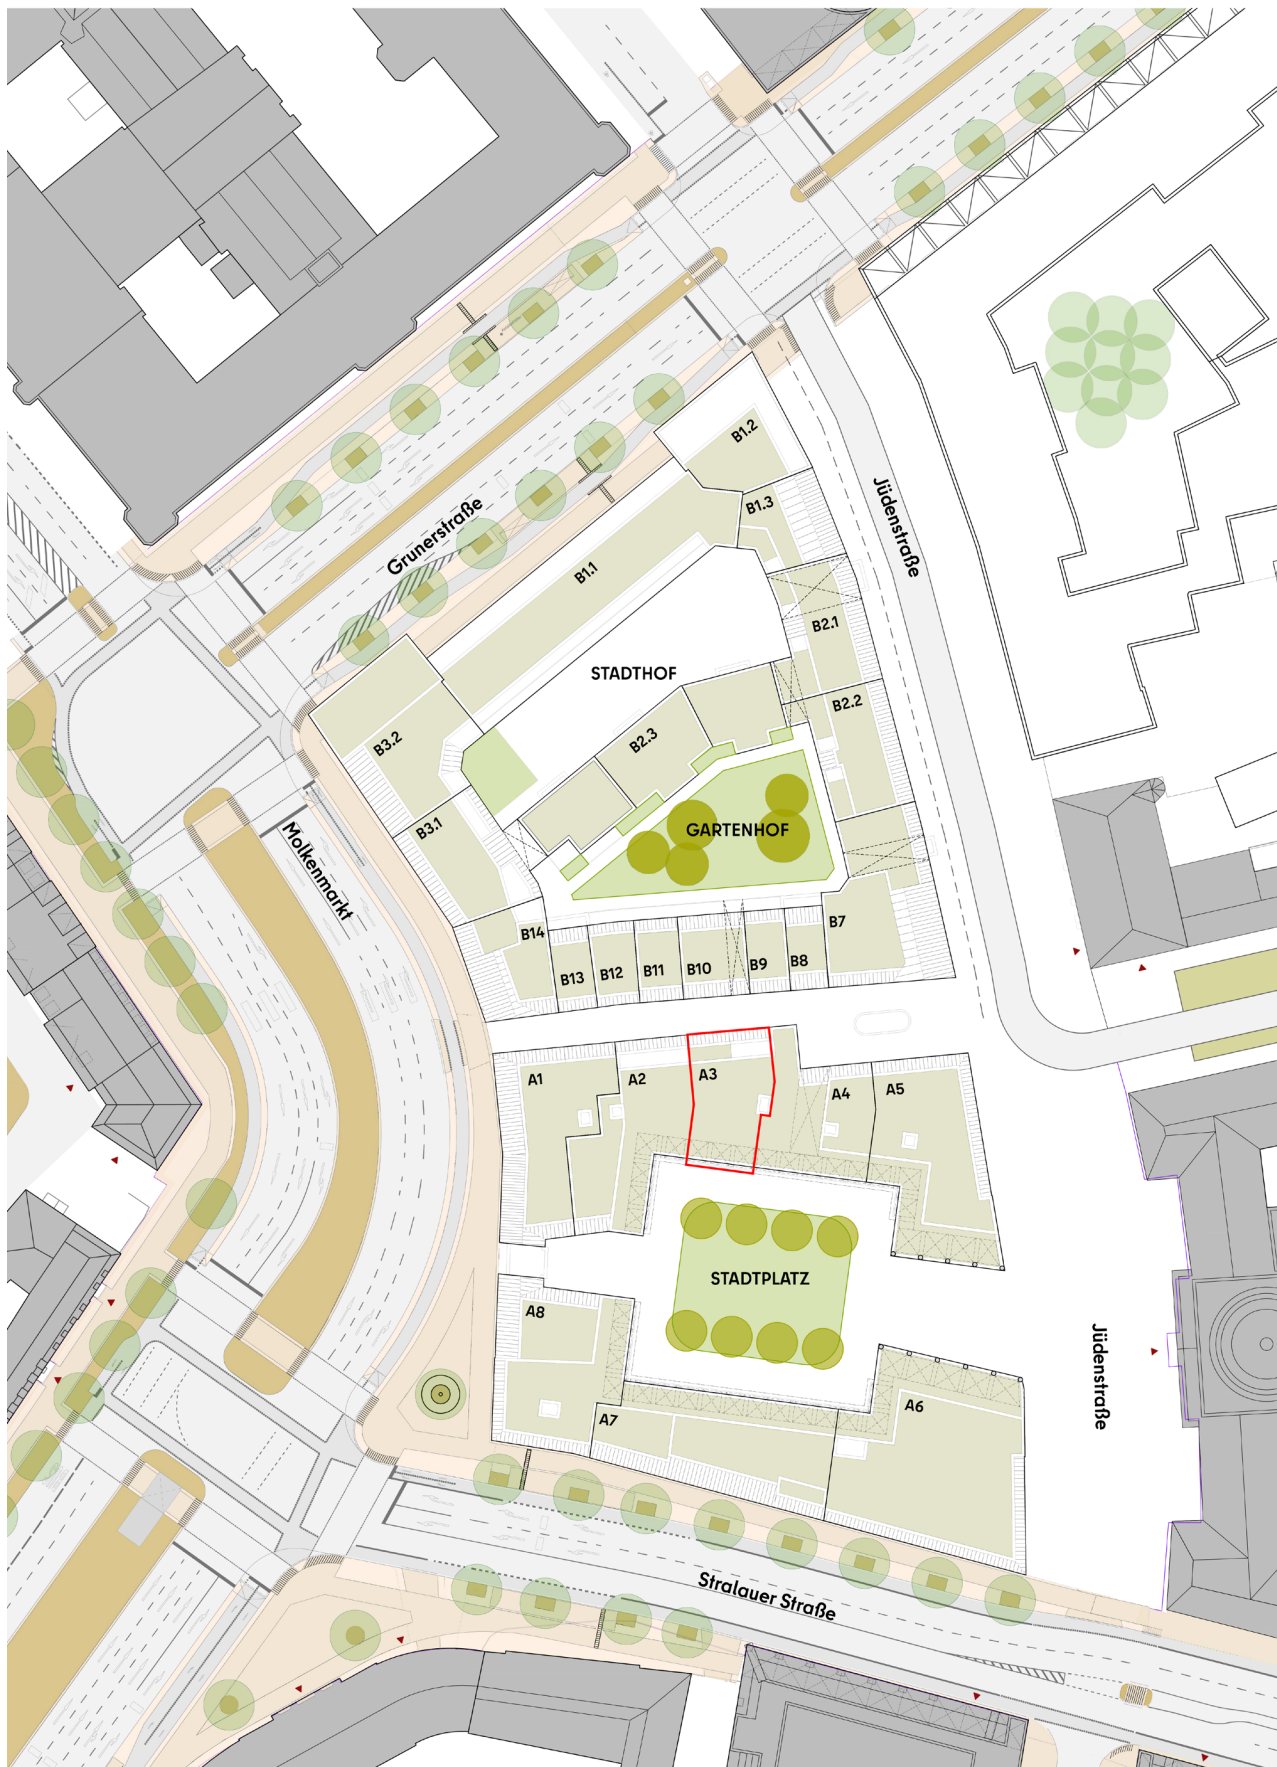 B1.2
B1.3
Jüdenstraße
Grunerstraße
B1.1
B2.1
STADTHOF
B2.2
B2.3
B3.2
B3.1
Molkenmarkt
GARTENHOF
B14
B13
B12
B11
B10
B9
B8
B7
A1
A2
A3
A4
A5
STADTPLATZ
A8
A7
A6
Jüdenstraße
Stralauer Straße